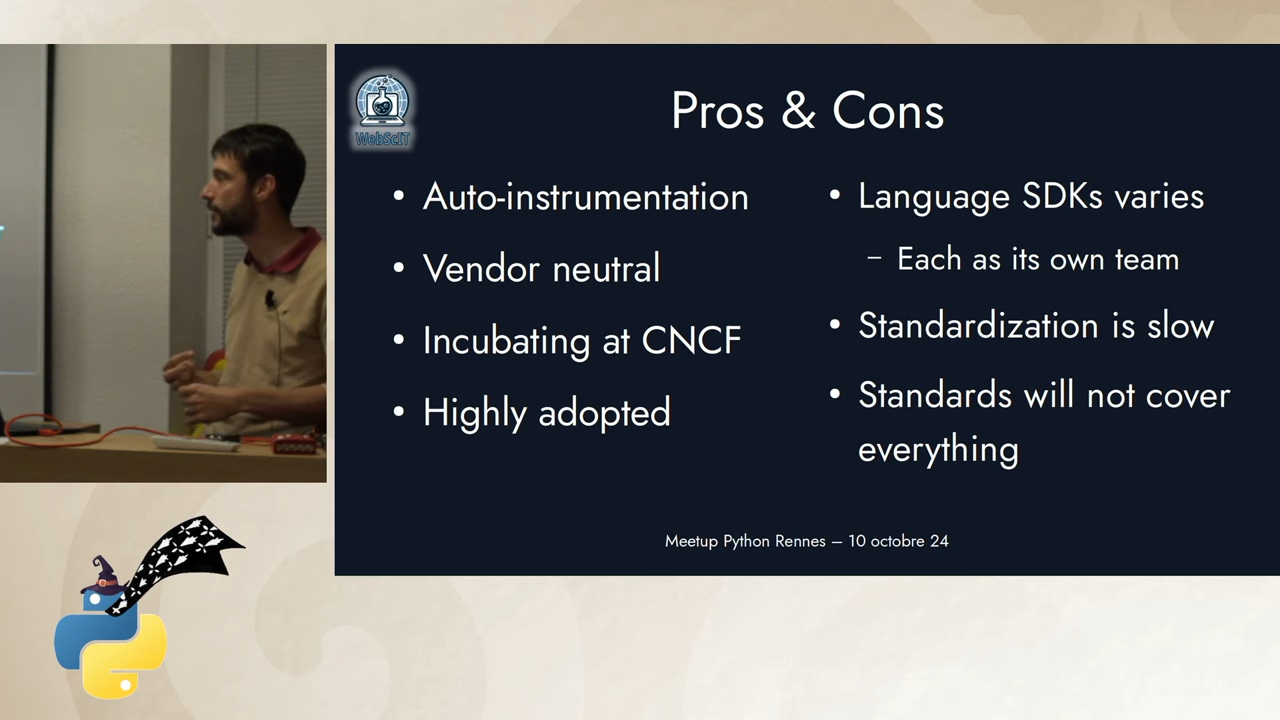 WebScIT
Pros & Cons
• Auto-instrumentation
• Vendor neutral
• Incubating at CNCF
• Highly adopted
• Language SDKs varies
– Each as its own team
• Standardization is slow
• Standards will not cover
everything
Meetup Python Rennes – 10 octobre 24